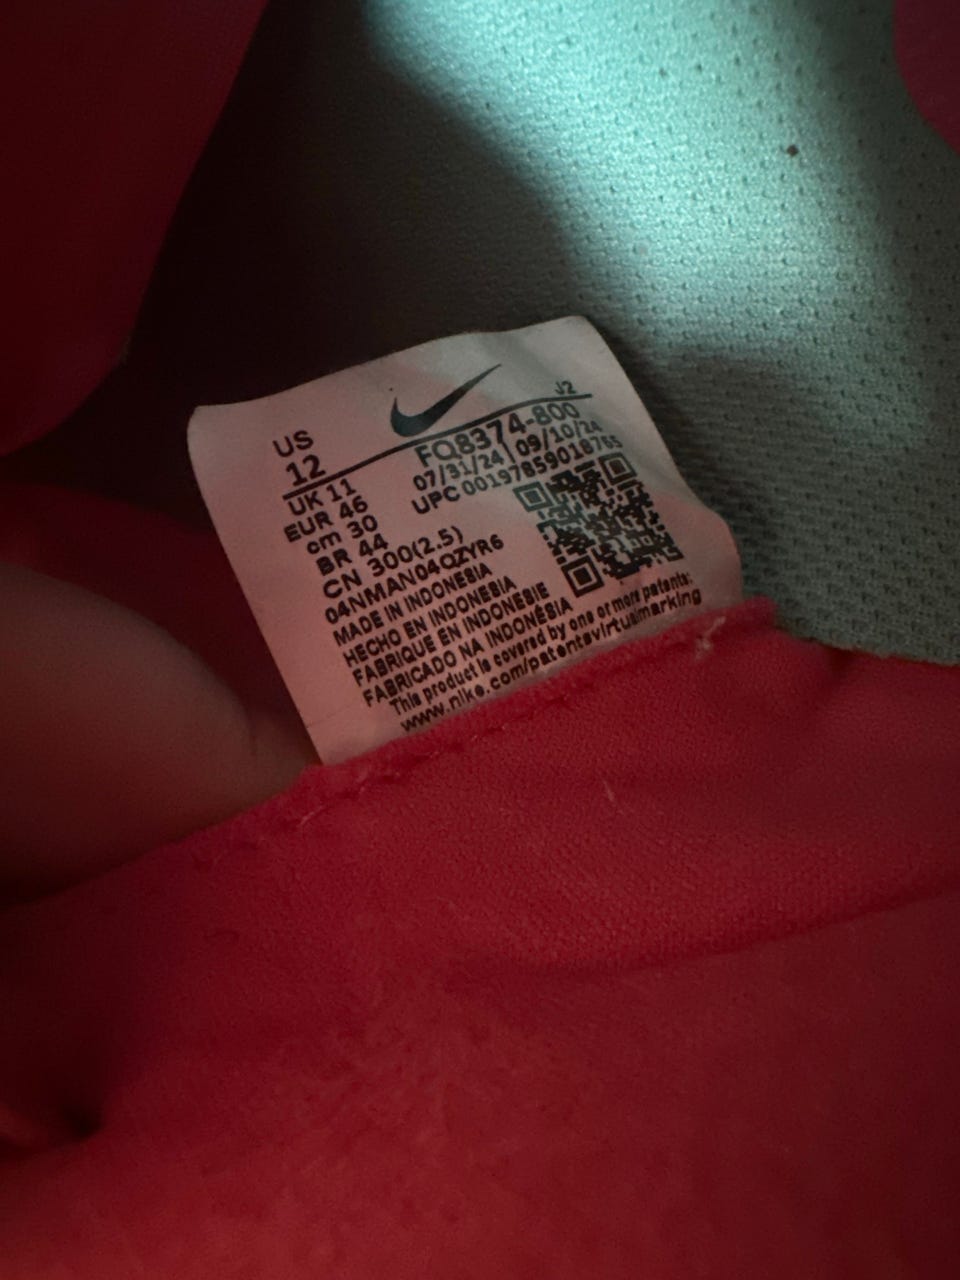 J2
US
12
FQ8374-800
07/31/24 09/10/24
UPC 00197859018765
UK 11
EUR 46
cm 30
BR 44
CN 300(2.5)
04NMAN04QZYR6
MADE IN INDONESIA
HECHO EN INDONESIA
FABRIQUE EN INDONESIE
FABRICADO NA INDONÉSIA
This product is covered by one or more patents:
www.nike.com/patentsvirtualmarking